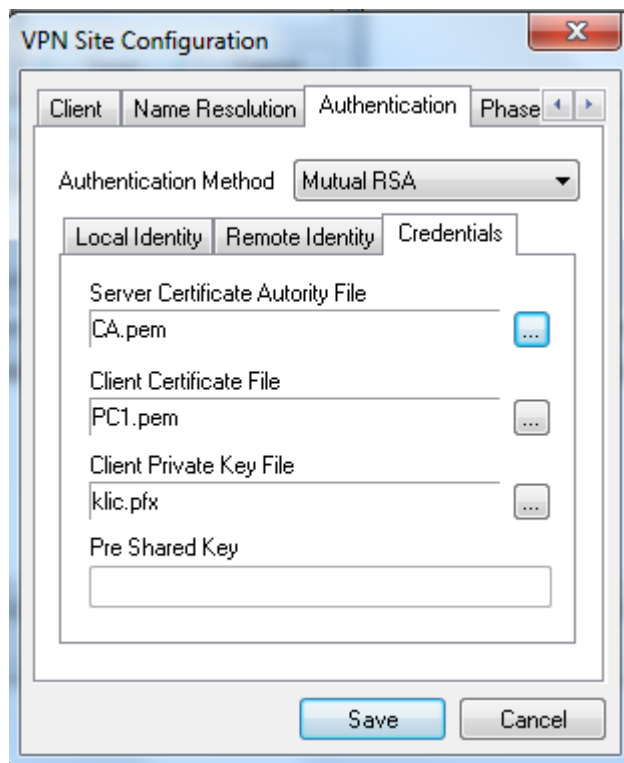 VPN Site Configuration
Client Name Resolution Authentication Phase
Authentication Method Mutual RSA
Local Identity Remote Identity Credentials
Server Certificate Autority File
CA.pem ...
Client Certificate File
PC1.pem ...
Client Private Key File
klic.pfx ...
Pre Shared Key
Save Cancel